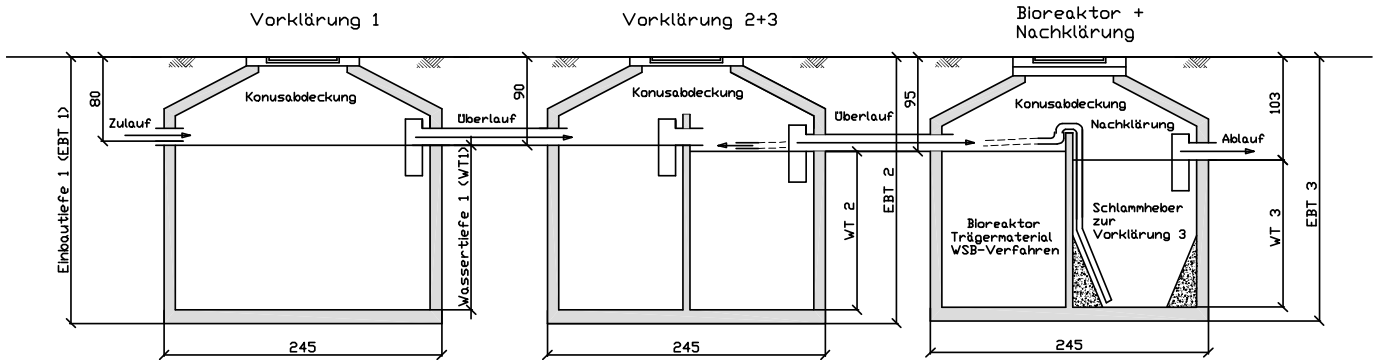 Vorklärung 1
Vorklärung 2+3
Bioreaktor +
Nachklärung
Konusabdeckung
Konusabdeckung
Konusabdeckung
80
90
95
103
Zulauf
Überlauf
Überlauf
Nachklärung
Ablauf
Einbautiefe 1 (EBT 1)
Wassertiefe 1 (WT1)
WT 2
EBT 2
WT 3
EBT 3
Bioreaktor
Trägermaterial
WSB-Verfahren
Schlammheber
zur
Vorklärung 3
245
245
245